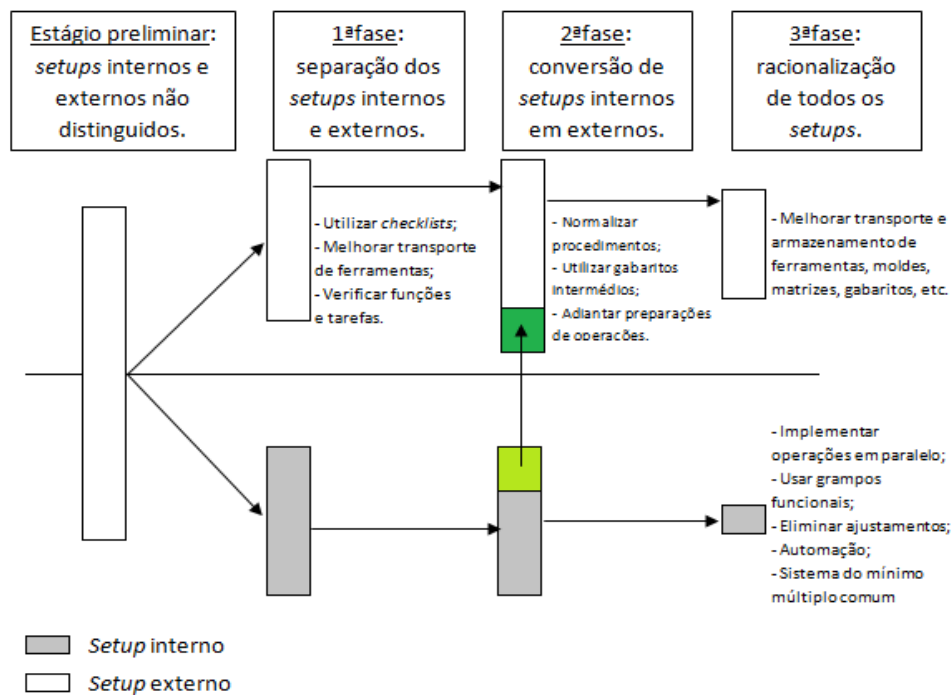 Estágio preliminar:
setups internos e
externos não
distinguidos.
1ªfase:
separação dos
setups internos
e externos.
2ªfase:
conversão de
setups internos
em externos.
3ªfase:
racionalização
de todos os
setups.
- Utilizar checklists;
- Melhorar transporte
de ferramentas;
- Verificar funções
e tarefas.
- Normalizar
procedimentos;
- Utilizar gabaritos
intermédios;
- Adiantar preparações
de operações.
- Melhorar transporte e
armazenamento de
ferramentas, moldes,
matrizes, gabaritos, etc.
- Implementar
operações em paralelo;
- Usar grampos
funcionais;
- Eliminar ajustamentos;
- Automação;
- Sistema do mínimo
múltiplo comum
Setup interno
Setup externo